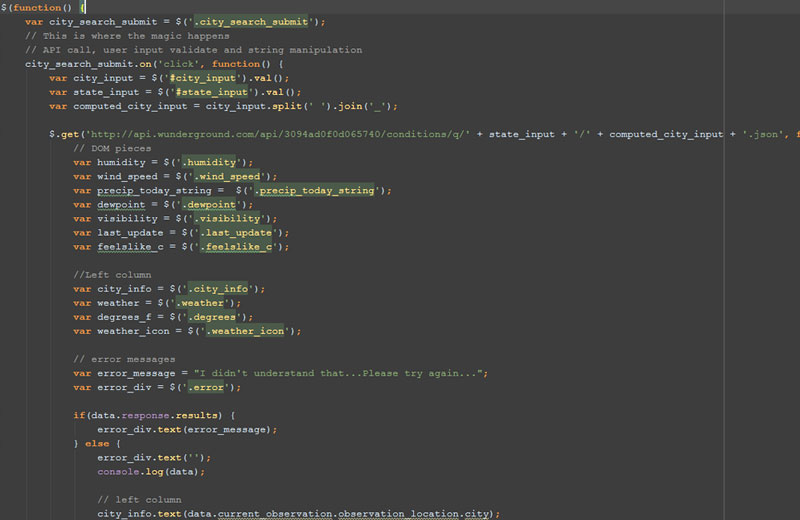 $(function() {
var city_search_submit = $('.city_search_submit');
// This is where the magic happens
// API call, user input validate and string manipulation
city_search_submit.on('click', function() {
var city_input = $('#city_input').val();
var state_input = $('#state_input').val();
var computed_city_input = city_input.split(' ').join('_');
$.get('http://api.wunderground.com/api/3094ad0f0d065740/conditions/q/' + state_input + '/' + computed_city_input + '.json', f
// DOM pieces
var humidity = $('.humidity');
var wind_speed = $('.wind_speed');
var precip_today_string =  $('.precip_today_string');
var dewpoint = $('.dewpoint');
var visibility = $('.visibility');
var last_update = $('.last_update');
var feelslike_c = $('.feelslike_c');
//Left column
var city_info = $('.city_info');
var weather = $('.weather');
var degrees_f = $('.degrees');
var weather_icon = $('.weather_icon');
// error messages
var error_message = "I didn't understand that...Please try again...";
var error_div = $('.error');
if(data.response.results) {
error_div.text(error_message);
} else {
error_div.text('');
console.log(data);
// left column
city_info.text(data.current_observation.observation_location.city);